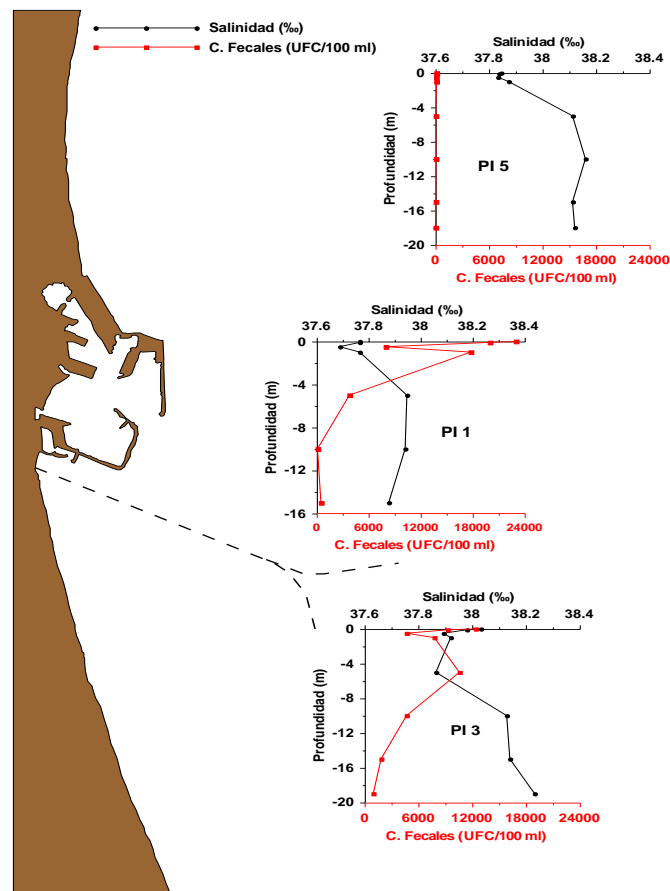 Salinidad (‰)
C. Fecales (UFC/100 ml)
Salinidad (‰)
37.6 37.8 38 38.2 38.4
0
-4
-8
-12
-16
-20
Profundidad (m)
PI 5
0 6000 12000 18000 24000
C. Fecales (UFC/100 ml)
Salinidad (‰)
37.6 37.8 38 38.2 38.4
0
-4
-8
-12
-16
Profundidad (m)
PI 1
0 6000 12000 18000 24000
C. Fecales (UFC/100 ml)
Salinidad (‰)
37.6 37.8 38 38.2 38.4
0
-4
-8
-12
-16
-20
Profundidad (m)
PI 3
0 6000 12000 18000 24000
C. Fecales (UFC/100 ml)